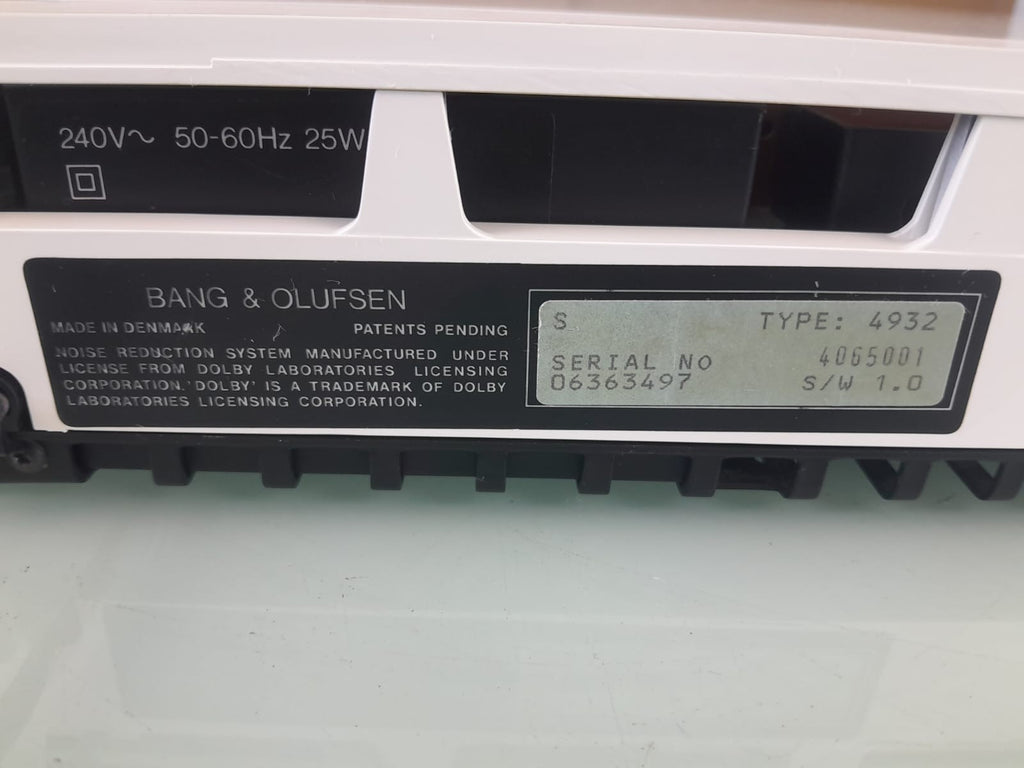 240V~ 50-60Hz 25W
BANG & OLUFSEN
MADE IN DENMARK PATENTS PENDING
NOISE REDUCTION SYSTEM MANUFACTURED UNDER
LICENSE FROM DOLBY LABORATORIES LICENSING
CORPORATION.'DOLBY' IS A TRADEMARK OF DOLBY
LABORATORIES LICENSING CORPORATION.
S TYPE: 4932
4065001
SERIAL NO
06363497 S/W 1.0